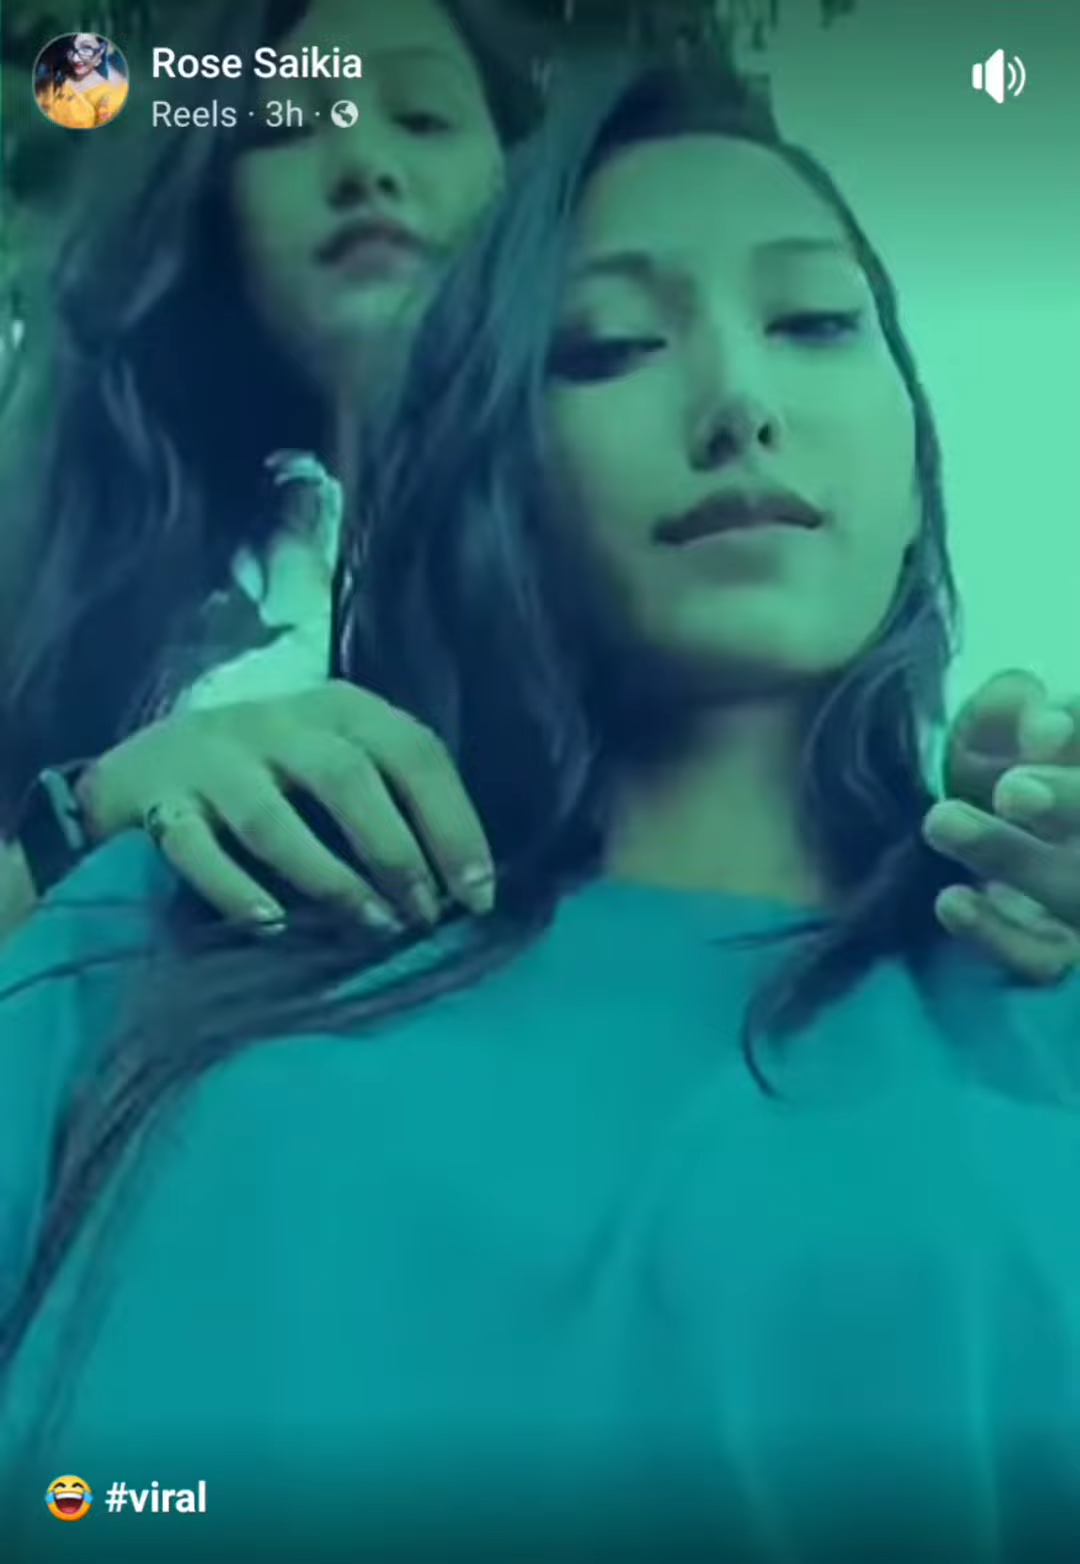 Rose Saikia
Reels · 3h ·
😂 #viral